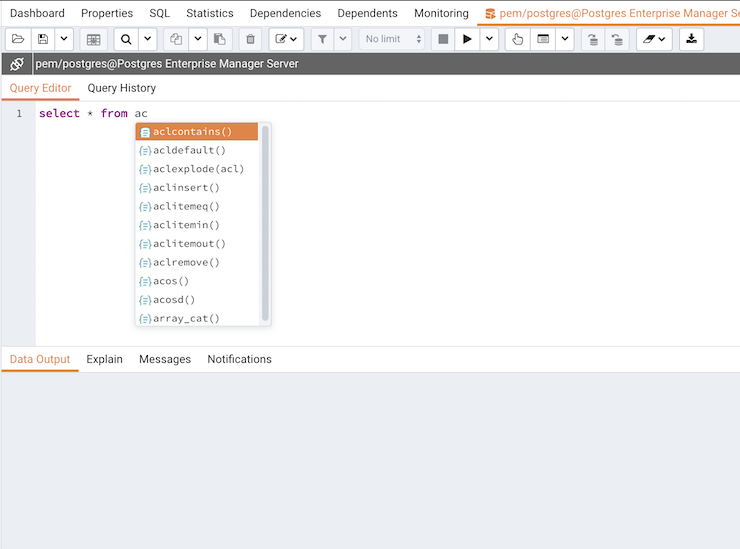 Dashboard Properties SQL Statistics Dependencies Dependents Monitoring pem/postgres@Postgres Enterprise Manager Se
No limit
pem/postgres@Postgres Enterprise Manager Server
Query Editor Query History
1 select * from ac
aclcontains()
acldefault()
aclexplode(acl)
aclinsert()
aclitemeq()
aclitemin()
aclitemout()
aclremove()
acos()
acosd()
array_cat()
Data Output Explain Messages Notifications